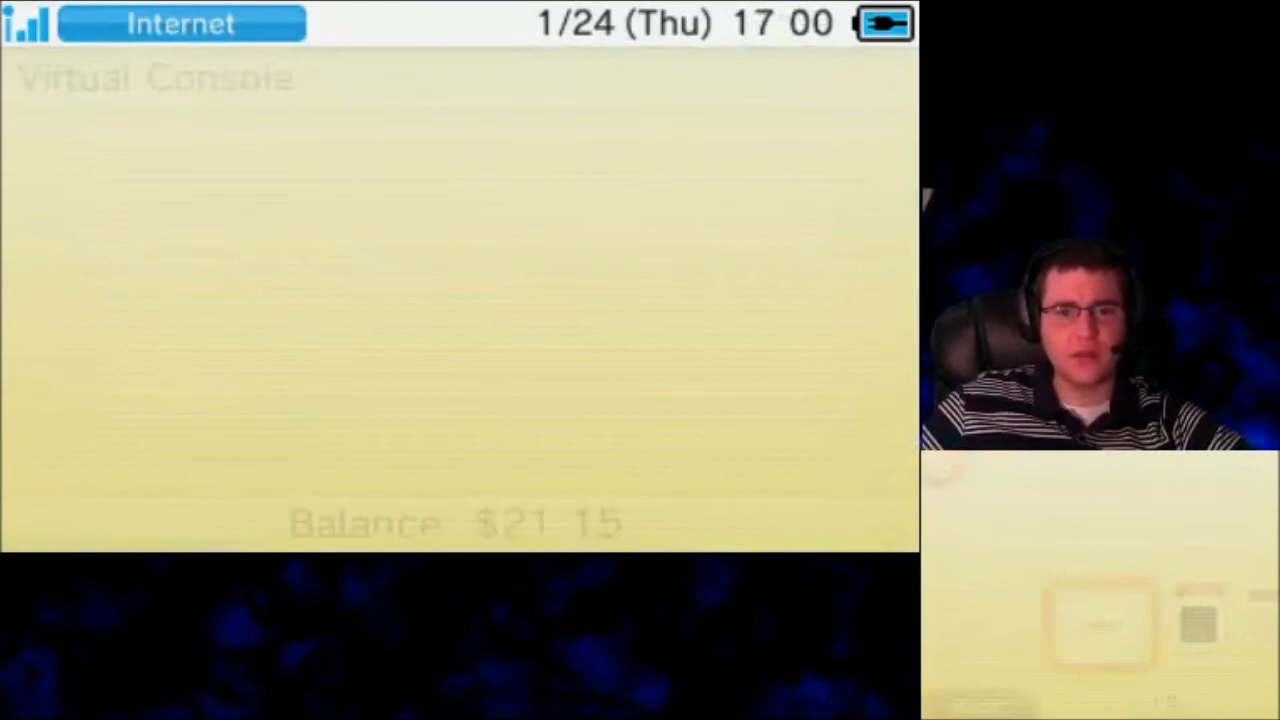 Internet
1/24 (Thu) 17 00
Virtual Console
Balance $21 15